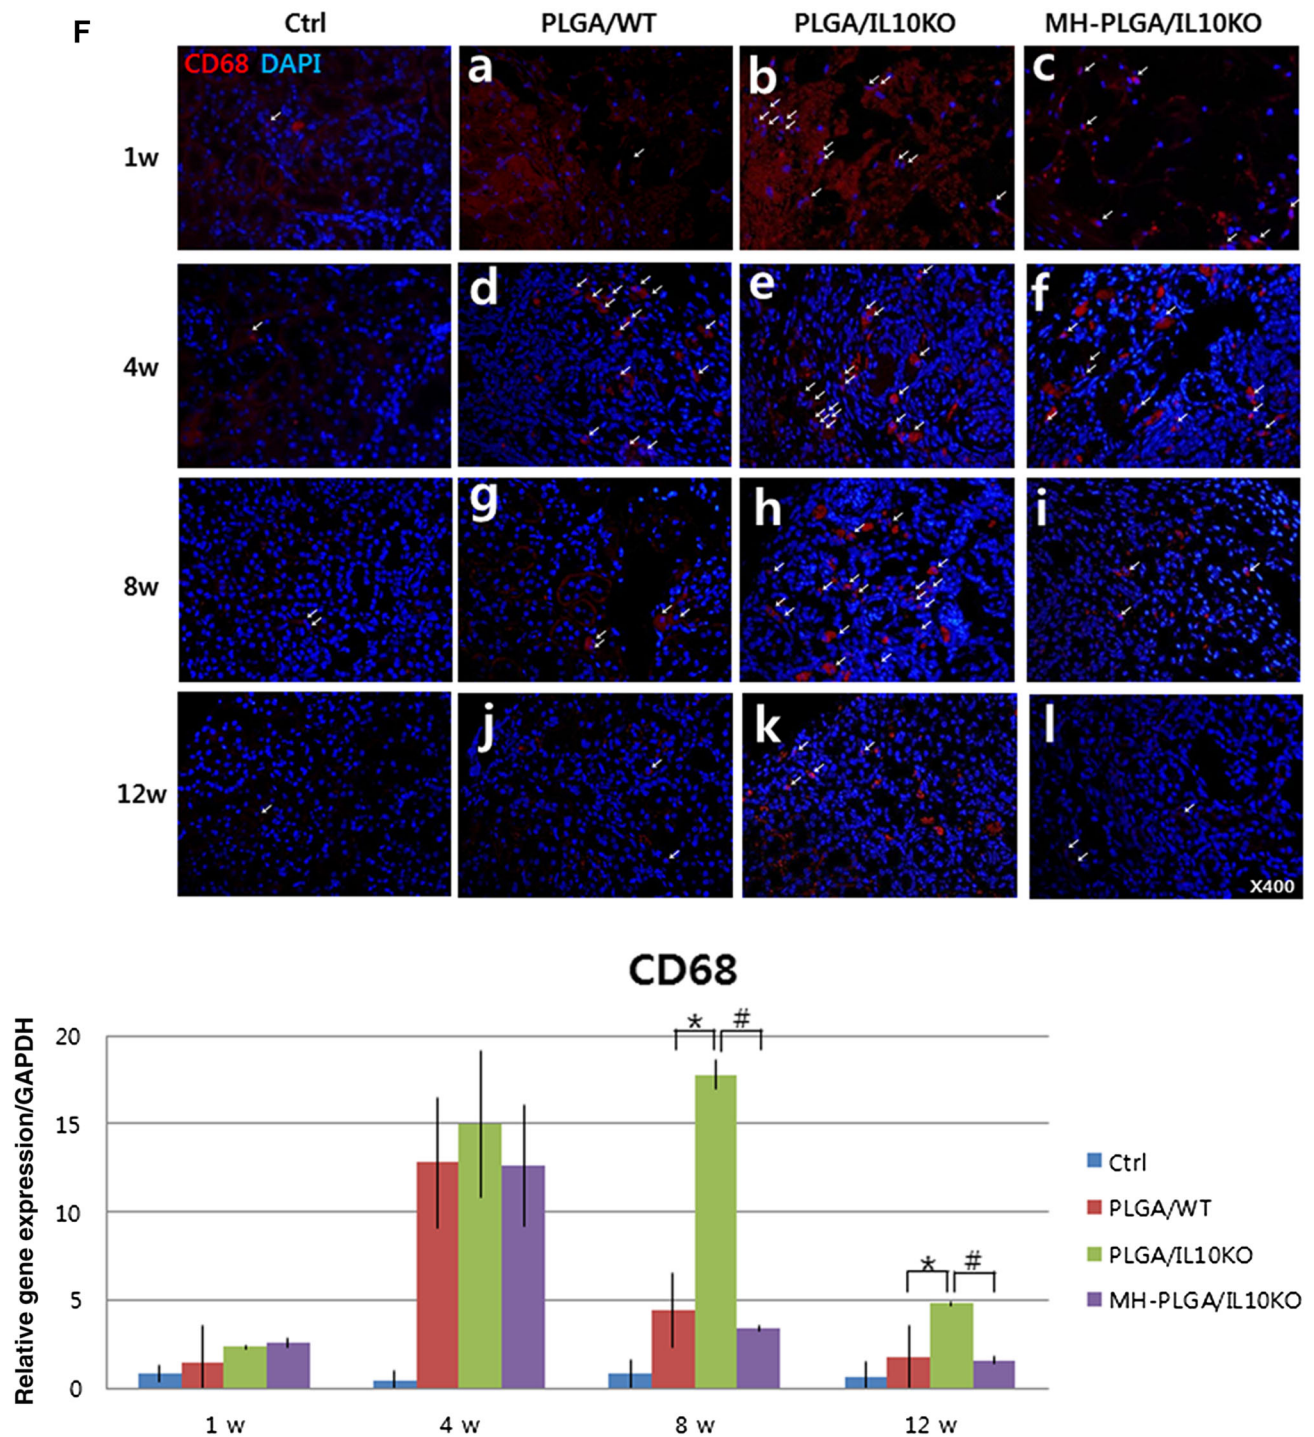 F
Ctrl PLGA/WT PLGA/IL10KO MH-PLGA/IL10KO
CD68 DAPI a b c
1w
d e f
4w
g h i
8w
j k l
12w
X400
CD68
Relative gene expression/GAPDH
20
15
10
5
0
* #
* #
1 w 4 w 8 w 12 w
Ctrl
PLGA/WT
PLGA/IL10KO
MH-PLGA/IL10KO